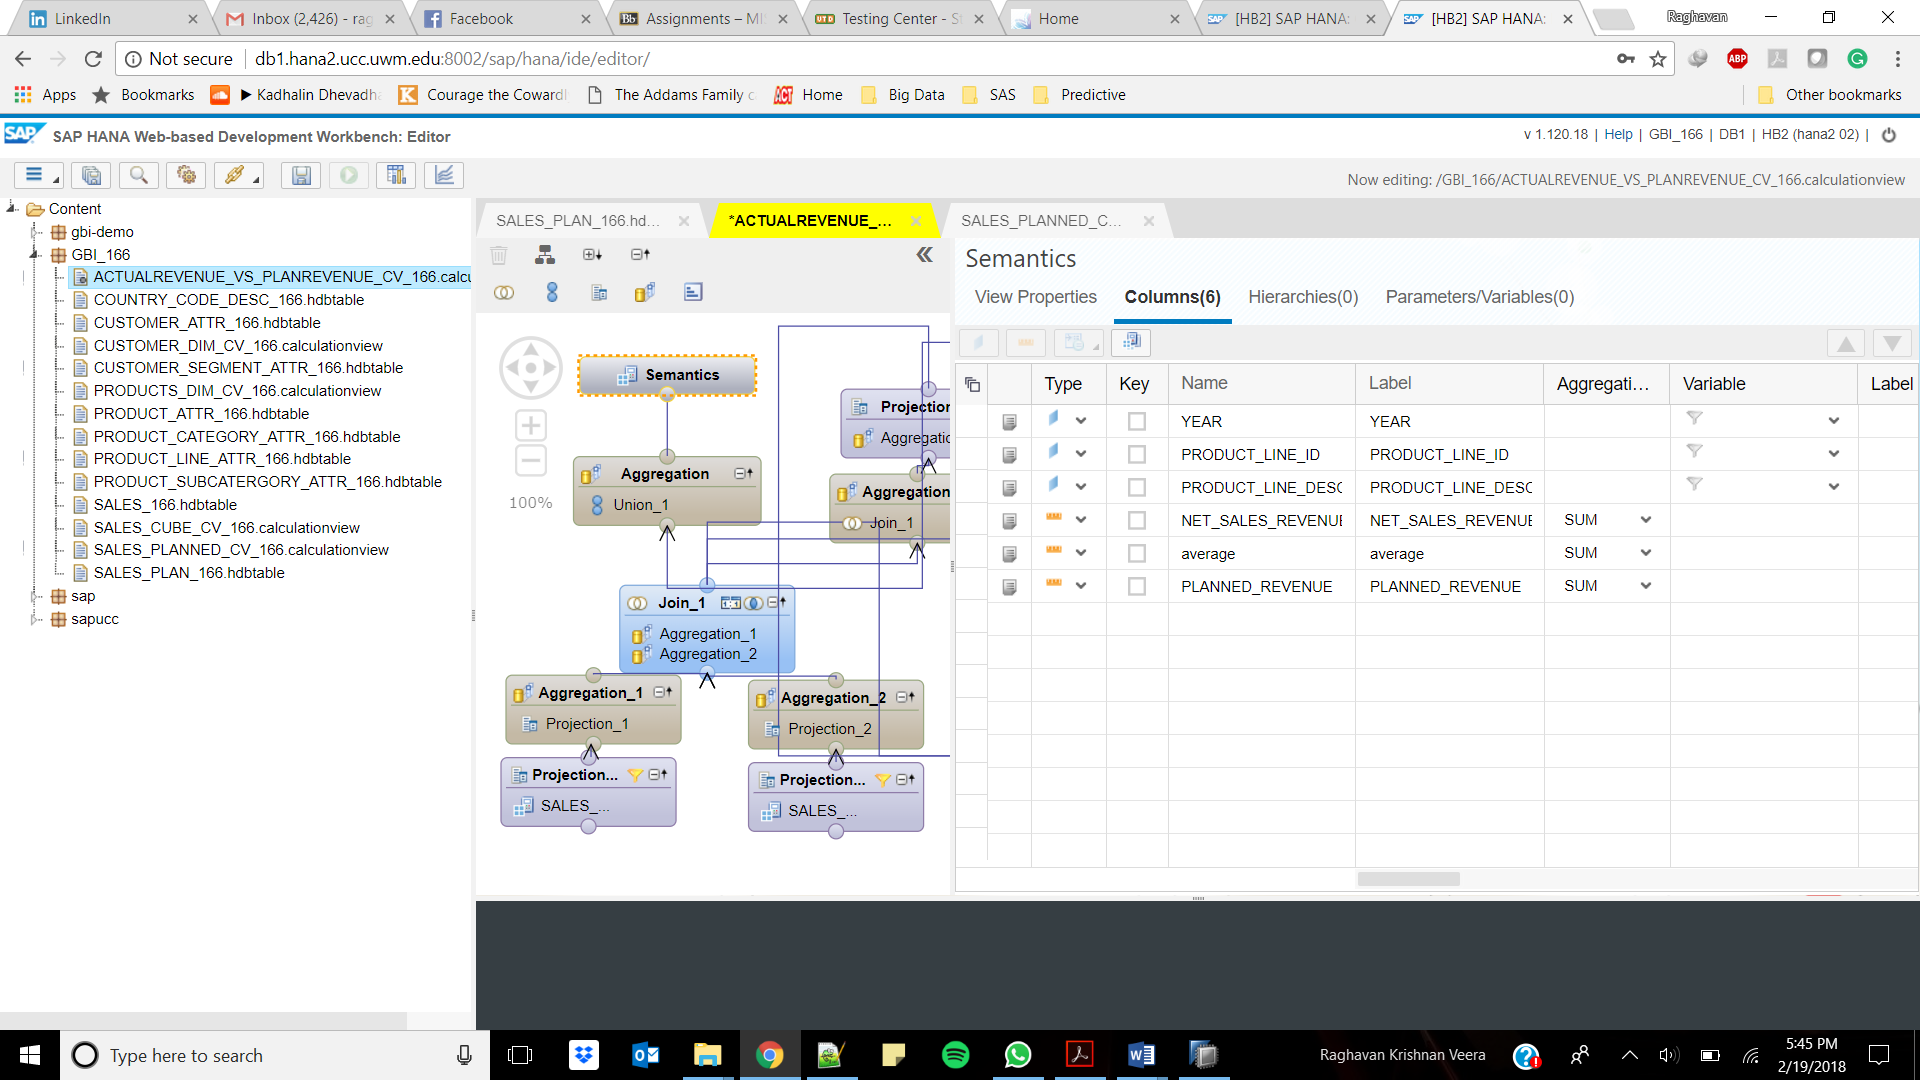 LinkedIn
Inbox (2,426) - rag
Facebook
Assignments – MI
Testing Center - S
Home
[HB2] SAP HANA:
[HB2] SAP HANA:
Raghavan
Not secure
db1.hana2.ucc.uwm.edu:8002/sap/hana/ide/editor/
Apps
Bookmarks
Kadhalin Dhevadha
Courage the Cowardl
The Addams Family c
Home
Big Data
SAS
Predictive
Other bookmarks
SAP
SAP HANA Web-based Development Workbench: Editor
v 1.120.18 | Help | GBI_166 | DB1 | HB2 (hana2 02) |
Now editing: /GBI_166/ACTUALREVENUE_VS_PLANREVENUE_CV_166.calculationview
Content
gbi-demo
GBI_166
ACTUALREVENUE_VS_PLANREVENUE_CV_166.calcu
COUNTRY_CODE_DESC_166.hdbtable
CUSTOMER_ATTR_166.hdbtable
CUSTOMER_DIM_CV_166.calculationview
CUSTOMER_SEGMENT_ATTR_166.hdbtable
PRODUCTS_DIM_CV_166.calculationview
PRODUCT_ATTR_166.hdbtable
PRODUCT_CATEGORY_ATTR_166.hdbtable
PRODUCT_LINE_ATTR_166.hdbtable
PRODUCT_SUBCATERGORY_ATTR_166.hdbtable
SALES_166.hdbtable
SALES_CUBE_CV_166.calculationview
SALES_PLANNED_CV_166.calculationview
SALES_PLAN_166.hdbtable
sap
sapucc
SALES_PLAN_166.hd...
*ACTUALREVENUE_...
SALES_PLANNED_C...
100%
Semantics
Aggregation
Union_1
Projection
Aggregatio
Aggregation
Join_1
Join_1
Aggregation_1
Aggregation_2
Aggregation_1
Projection_1
Aggregation_2
Projection_2
Projection...
SALES_...
Projection...
SALES_...
Semantics
View Properties
Columns(6)
Hierarchies(0)
Parameters/Variables(0)
Type Key Name Label Aggregati... Variable Label
YEAR YEAR
PRODUCT_LINE_ID PRODUCT_LINE_ID
PRODUCT_LINE_DESC PRODUCT_LINE_DESC
NET_SALES_REVENUE NET_SALES_REVENUE SUM
average average SUM
PLANNED_REVENUE PLANNED_REVENUE SUM
Type here to search
Raghavan Krishnan Veera
5:45 PM
2/19/2018